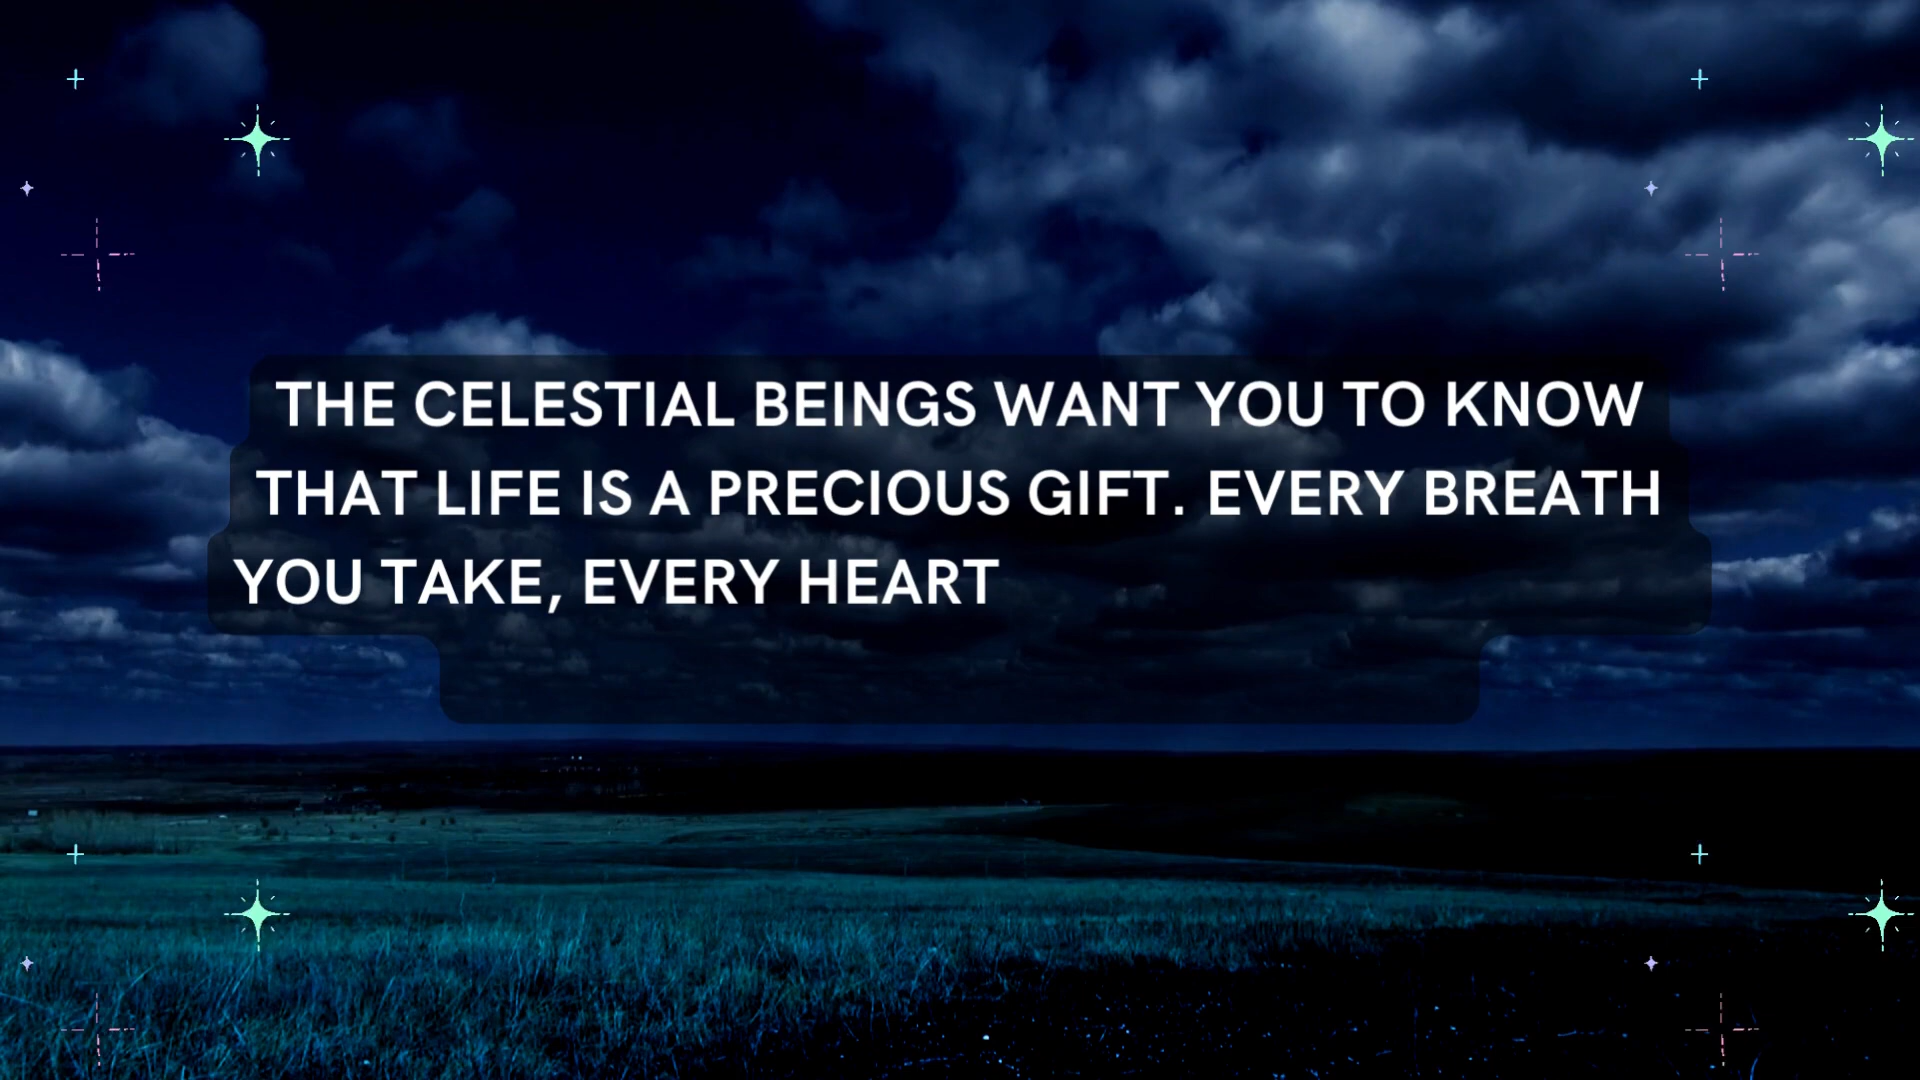 THE CELESTIAL BEINGS WANT YOU TO KNOW
THAT LIFE IS A PRECIOUS GIFT. EVERY BREATH
YOU TAKE, EVERY HEART